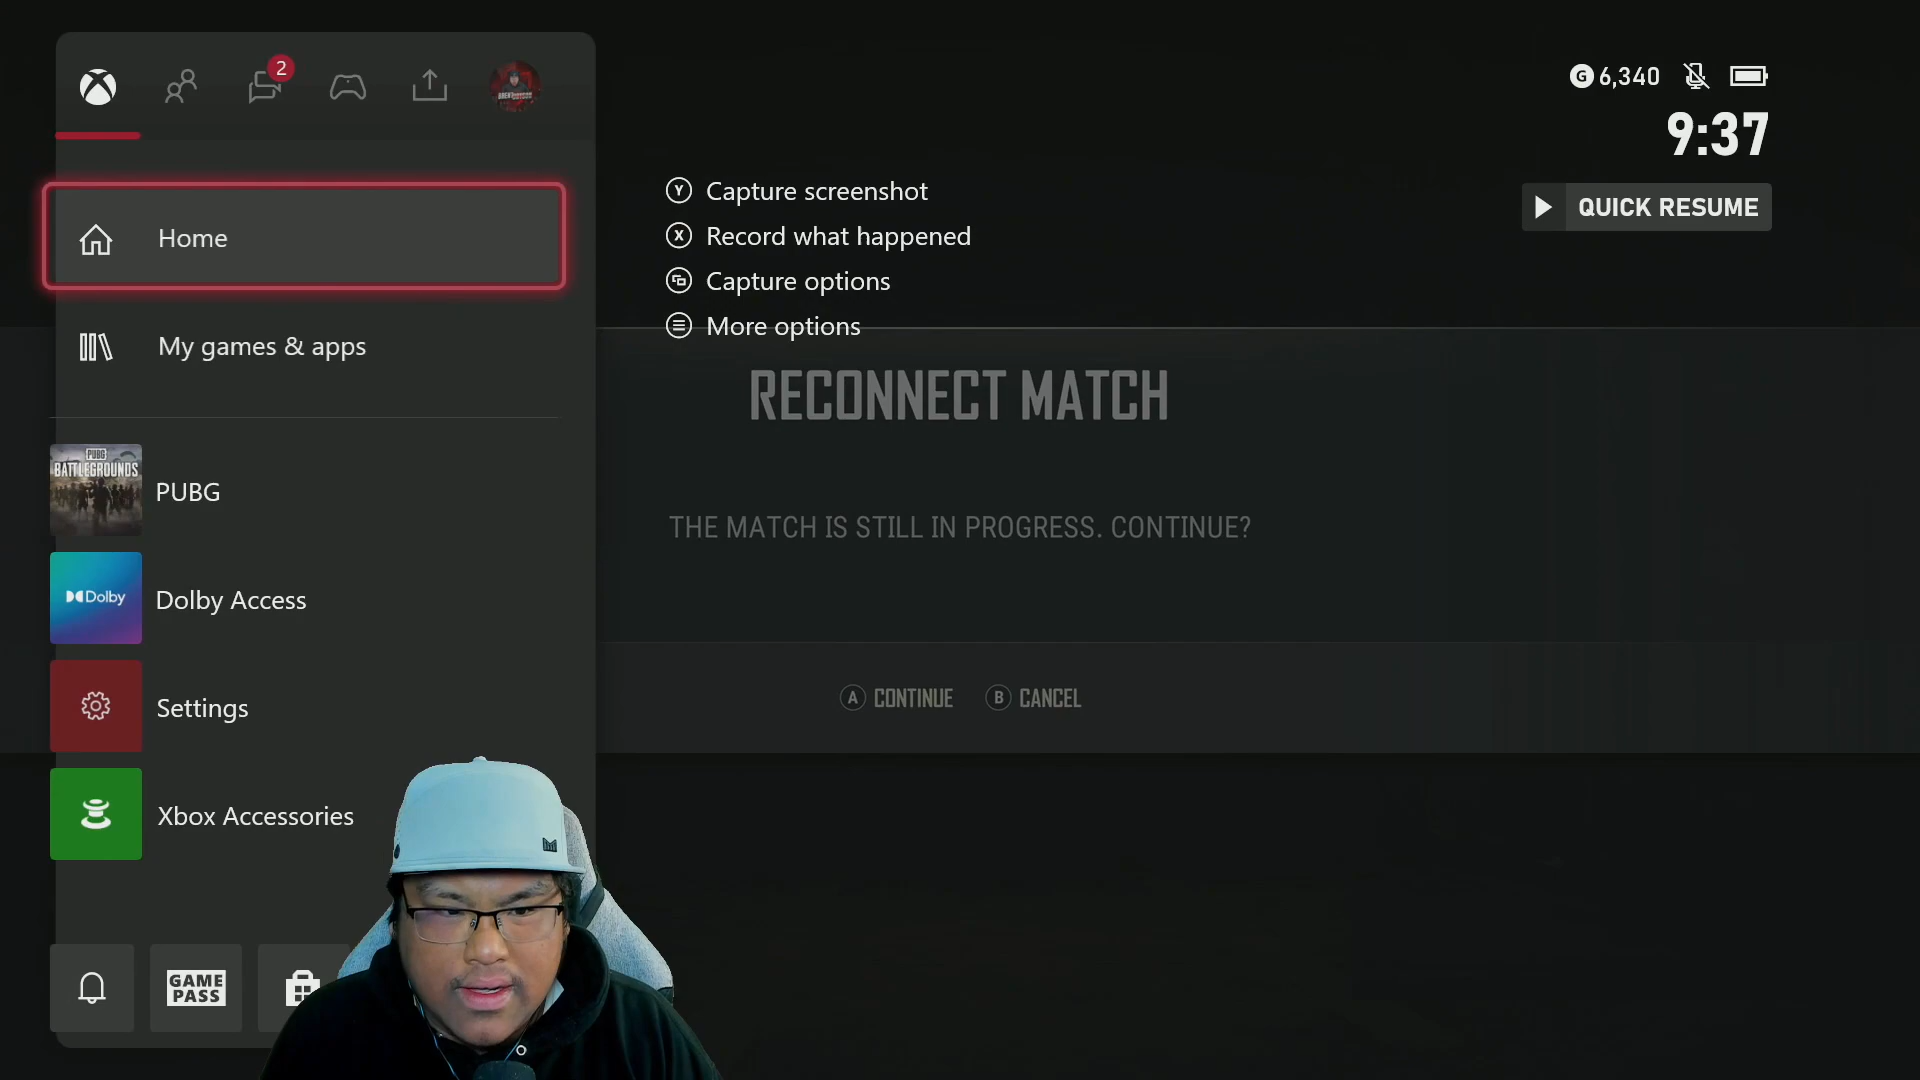 2
G 6,340
9:37
QUICK RESUME
Home
My games & apps
PUBG
BATTLEGROUNDS
PUBG
Dolby
Dolby Access
Settings
Xbox Accessories
GAME
PASS
Y Capture screenshot
X Record what happened
Capture options
More options
RECONNECT MATCH
THE MATCH IS STILL IN PROGRESS. CONTINUE?
A CONTINUE B CANCEL